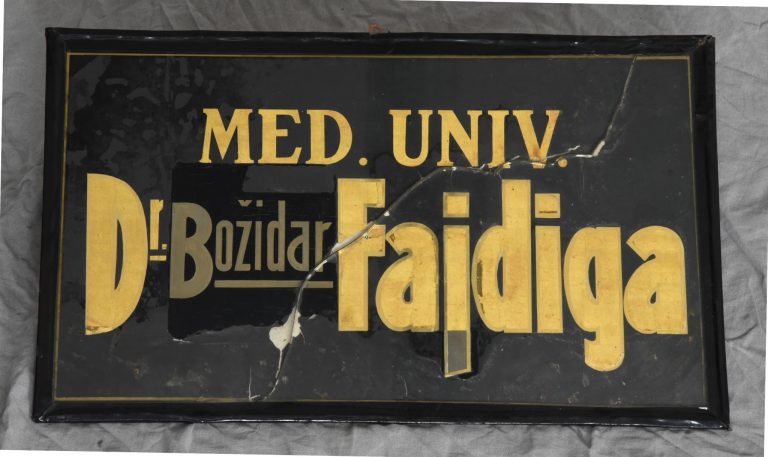 MED. UNIV.
Dr. Božidar Fajdiga